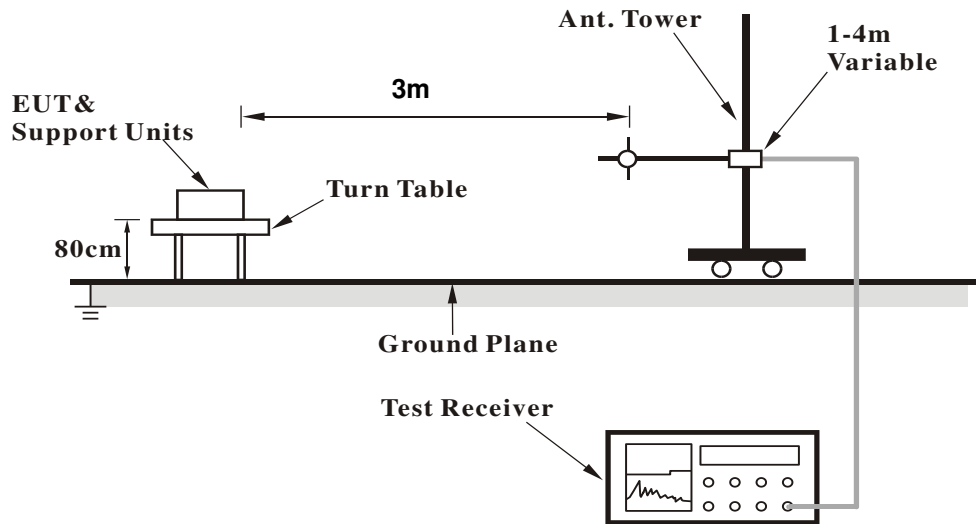 Ant. Tower
1-4m
Variable
3m
EUT&
Support Units
Turn Table
80cm
Ground Plane
Test Receiver